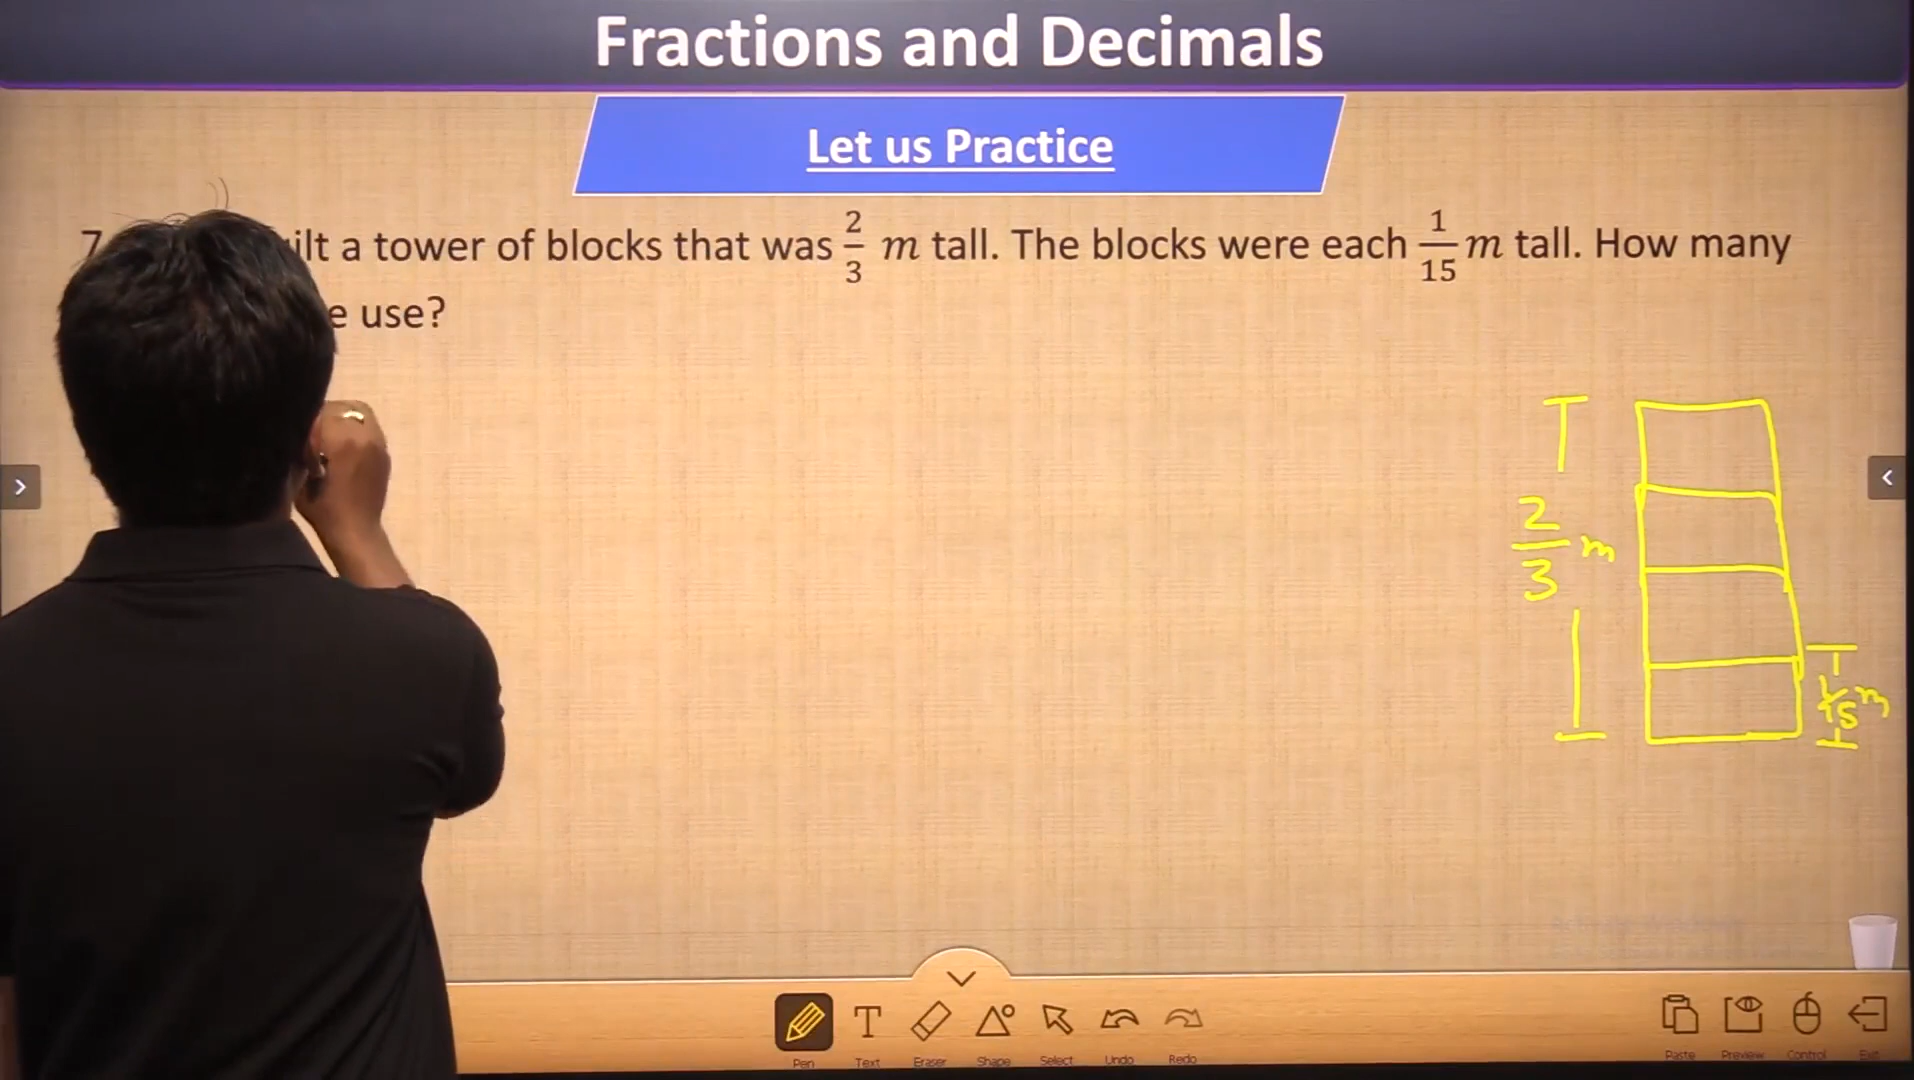 Fractions and Decimals
Let us Practice
7 ilt a tower of blocks that was 2/3 m tall. The blocks were each 1/15 m tall. How many
e use?
2/3 m
1/15 m
Pen Text Eraser Shape Select Undo Redo Paste Preview Control Exit